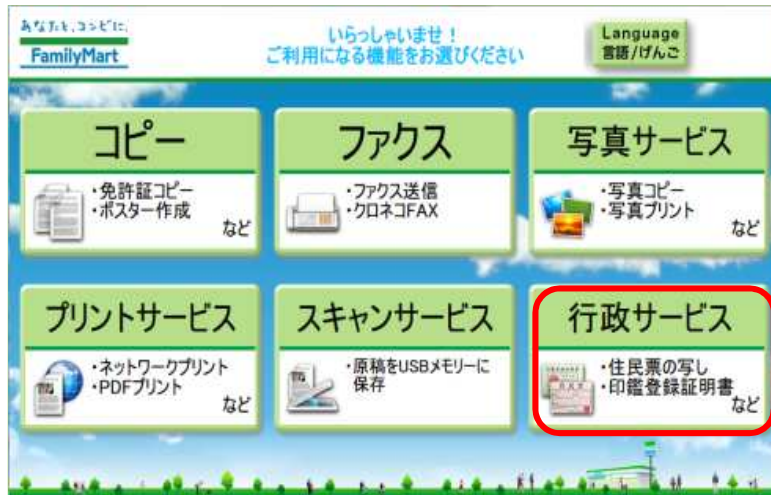 あなたと、コンビに、
FamilyMart
いらっしゃいませ！
ご利用になる機能をお選びください
Language
言語/げんご
コピー
・免許証コピー
・ポスター作成
など
ファクス
・ファクス送信
・クロネコFAX
写真サービス
・写真コピー
・写真プリント
など
プリントサービス
・ネットワークプリント
・PDFプリント
など
スキャンサービス
・原稿をUSBメモリーに
保存
行政サービス
・住民票の写し
・印鑑登録証明書
など